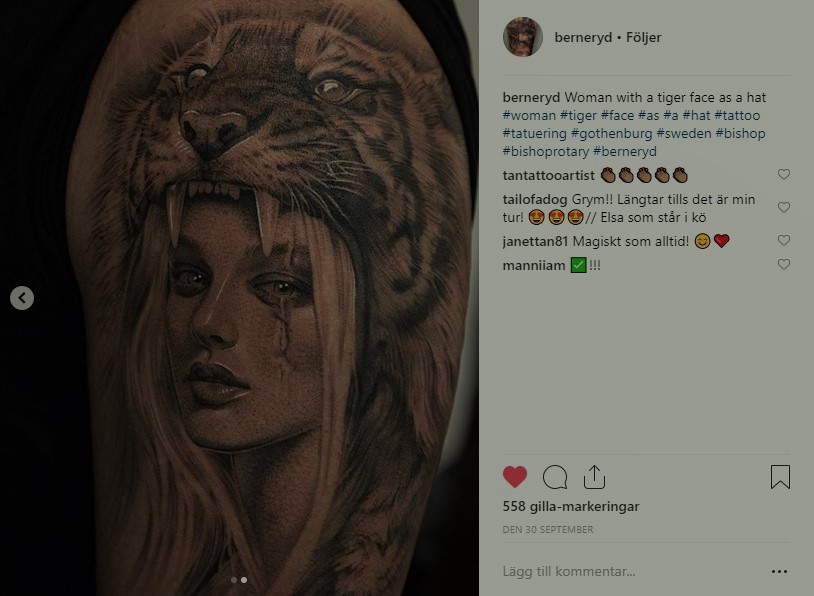 berneryd • Följer
berneryd Woman with a tiger face as a hat
#woman #tiger #face #as #a #hat #tattoo
#tatuering #gothenburg #sweden #bishop
#bishoprotary #berneryd
tantattooartist 👏🏽👏🏽👏🏽👏🏽👏🏽
tailofadog Grym!! Längtar tills det är min
tur! 😍😍😍// Elsa som står i kö
janettan81 Magiskt som alltid! 😊❤️
manniiam ✅!!!
558 gilla-markeringar
DEN 30 SEPTEMBER
Lägg till kommentar...